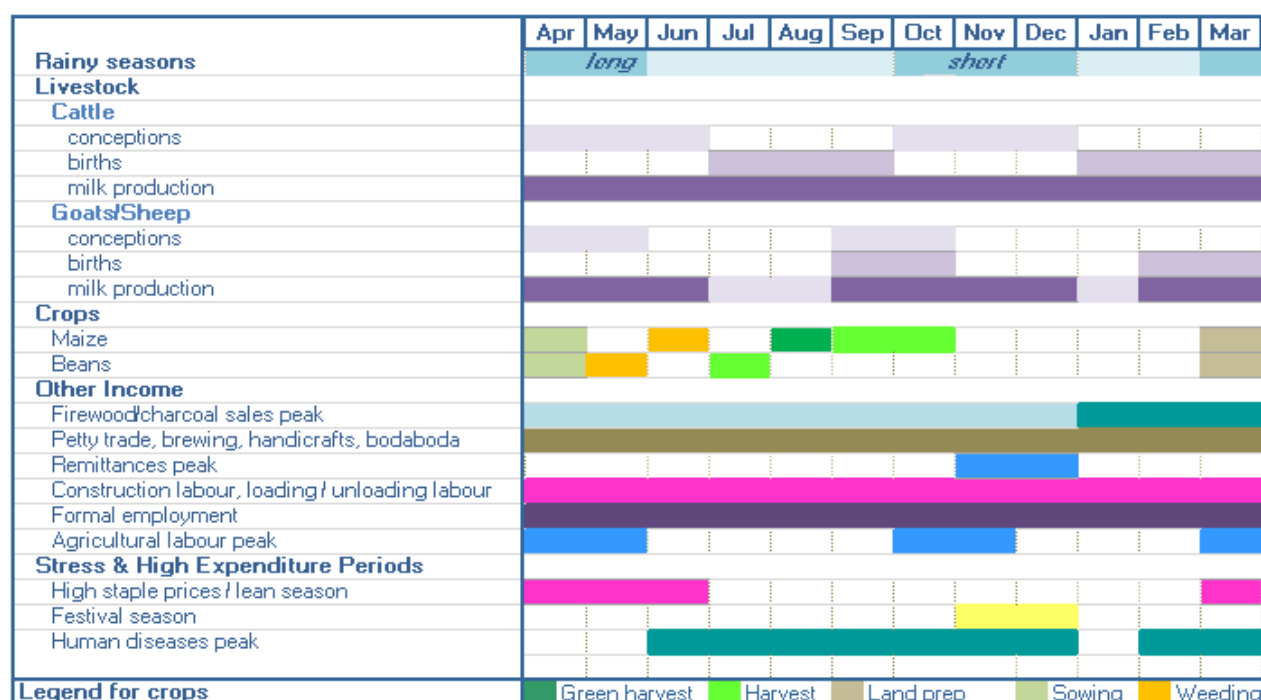 Apr May Jun Jul Aug Sep Oct Nov Dec Jan Feb Mar
Rainy seasons long short
Livestock
Cattle
conceptions
births
milk production
Goats/Sheep
conceptions
births
milk production
Crops
Maize
Beans
Other Income
Firewood/charcoal sales peak
Petty trade, brewing, handicrafts, bodaboda
Remittances peak
Construction labour, loading / unloading labour
Formal employment
Agricultural labour peak
Stress & High Expenditure Periods
High staple prices / lean season
Festival season
Human diseases peak
Legend for crops Green harvest Harvest Land prep Sowing Weeding